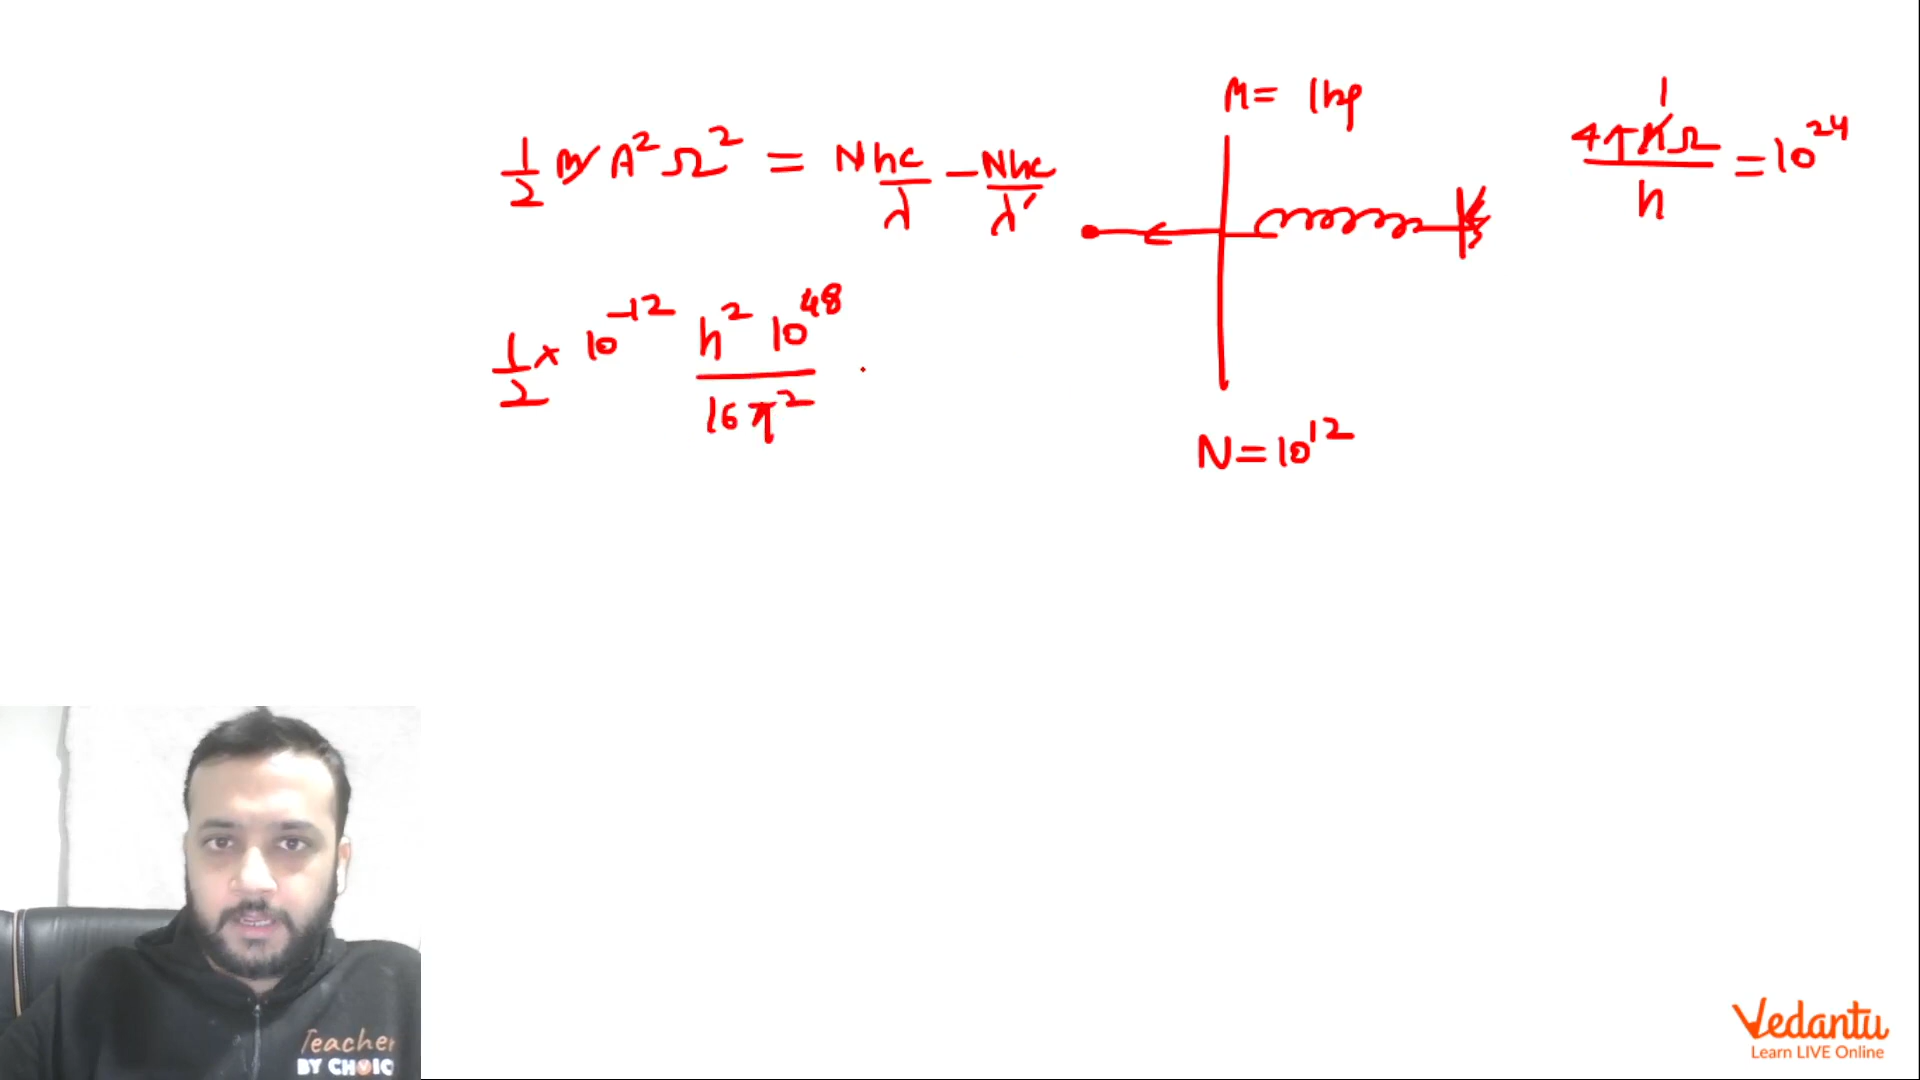 1/2 m A² Ω² = Nhc/λ − Nhc/λ'
1/2 × 10⁻¹² h² 10⁴⁸/16π²
M = 1kg
N = 10¹²
1
4πMΩ/h = 10²⁴
Teacher
BY CHOIC
Vedantu
Learn LIVE Online